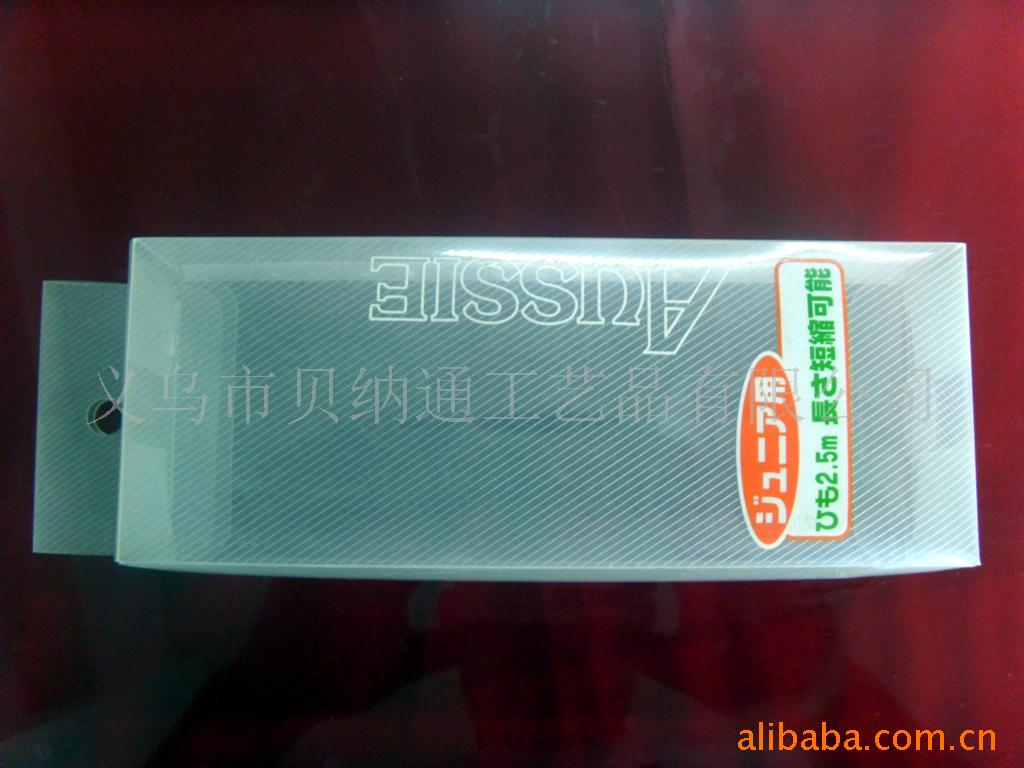 AUSSIE
ジュニア用
ひも2.5m 長さ短縮可能
义乌市贝纳通工艺品有限公司
alibaba.com.cn